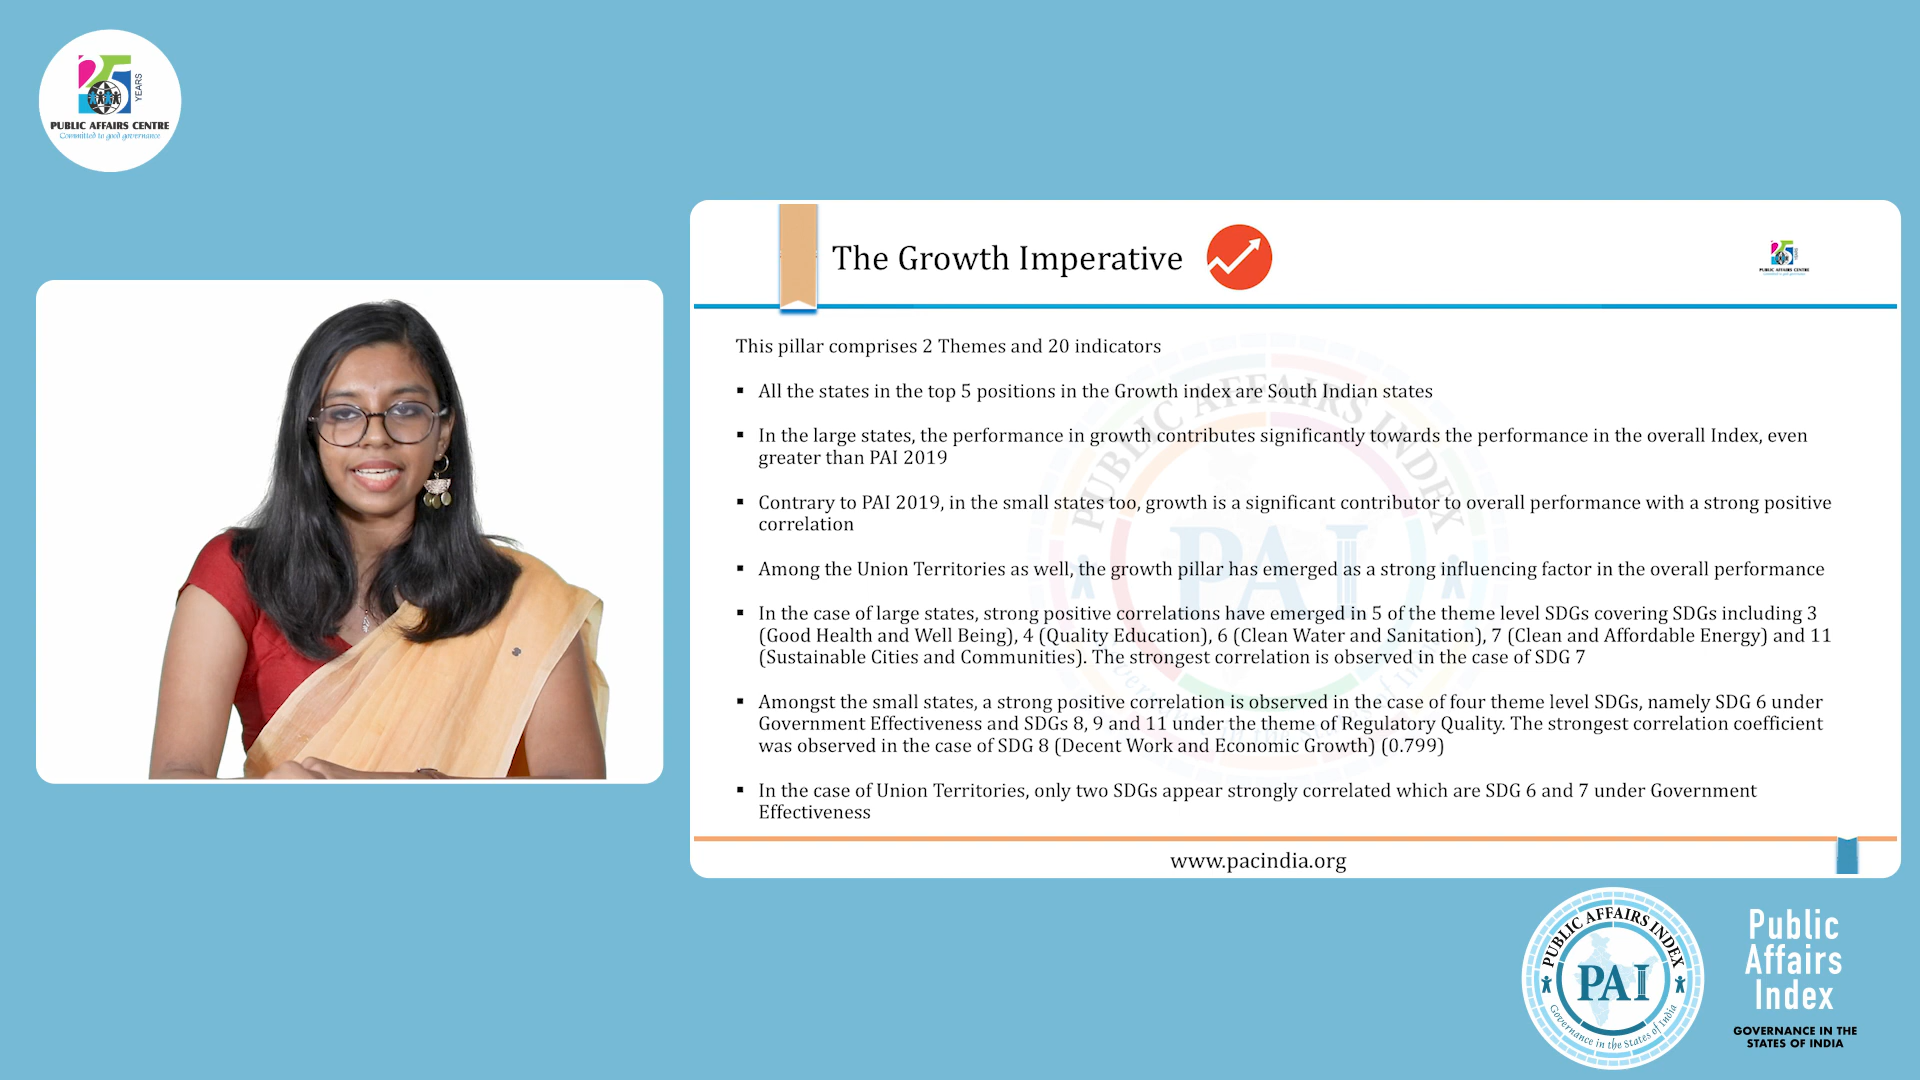 25
YEARS
PUBLIC AFFAIRS CENTRE
Committed to good governance
The Growth Imperative
PUBLIC AFFAIRS CENTRE
This pillar comprises 2 Themes and 20 indicators
▪ All the states in the top 5 positions in the Growth index are South Indian states
▪ In the large states, the performance in growth contributes significantly towards the performance in the overall Index, even
greater than PAI 2019
▪ Contrary to PAI 2019, in the small states too, growth is a significant contributor to overall performance with a strong positive
correlation
▪ Among the Union Territories as well, the growth pillar has emerged as a strong influencing factor in the overall performance
▪ In the case of large states, strong positive correlations have emerged in 5 of the theme level SDGs covering SDGs including 3
(Good Health and Well Being), 4 (Quality Education), 6 (Clean Water and Sanitation), 7 (Clean and Affordable Energy) and 11
(Sustainable Cities and Communities). The strongest correlation is observed in the case of SDG 7
▪ Amongst the small states, a strong positive correlation is observed in the case of four theme level SDGs, namely SDG 6 under
Government Effectiveness and SDGs 8, 9 and 11 under the theme of Regulatory Quality. The strongest correlation coefficient
was observed in the case of SDG 8 (Decent Work and Economic Growth) (0.799)
▪ In the case of Union Territories, only two SDGs appear strongly correlated which are SDG 6 and 7 under Government
Effectiveness
PUBLIC AFFAIRS INDEX
PAI
www.pacindia.org
PUBLIC AFFAIRS INDEX
PAI
Governance in the States of India
Public
Affairs
Index
GOVERNANCE IN THE
STATES OF INDIA